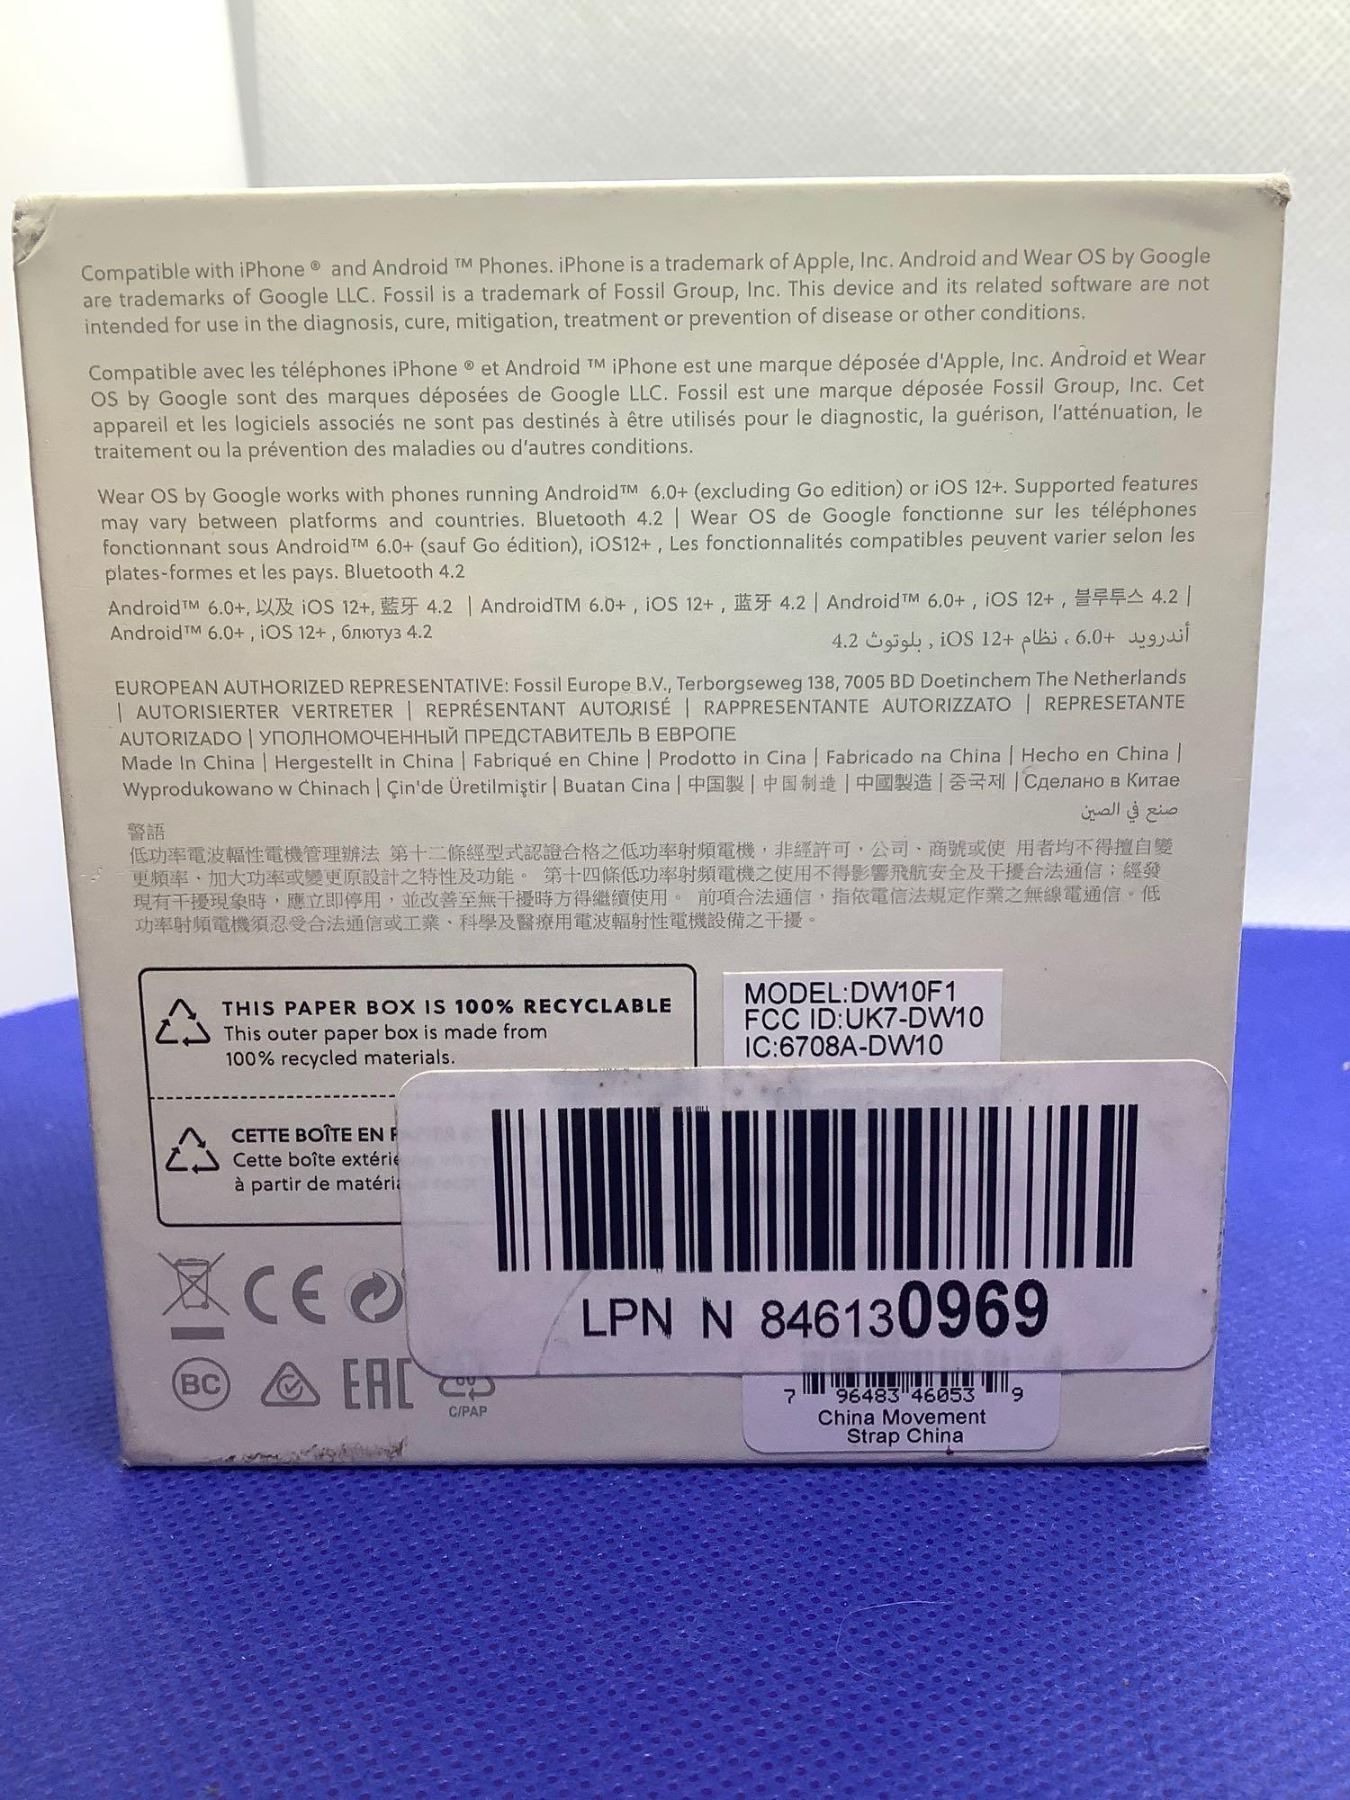 Compatible with iPhone ® and Android ™ Phones. iPhone is a trademark of Apple, Inc. Android and Wear OS by Google
are trademarks of Google LLC. Fossil is a trademark of Fossil Group, Inc. This device and its related software are not
intended for use in the diagnosis, cure, mitigation, treatment or prevention of disease or other conditions.
Compatible avec les téléphones iPhone ® et Android ™ iPhone est une marque déposée d'Apple, Inc. Android et Wear
OS by Google sont des marques déposées de Google LLC. Fossil est une marque déposée Fossil Group, Inc. Cet
appareil et les logiciels associés ne sont pas destinés à être utilisés pour le diagnostic, la guérison, l'atténuation, le
traitement ou la prévention des maladies ou d'autres conditions.
Wear OS by Google works with phones running Android™ 6.0+ (excluding Go edition) or iOS 12+. Supported features
may vary between platforms and countries. Bluetooth 4.2 | Wear OS de Google fonctionne sur les téléphones
fonctionnant sous Android™ 6.0+ (sauf Go édition), iOS12+ , Les fonctionnalités compatibles peuvent varier selon les
plates-formes et les pays. Bluetooth 4.2
Android™ 6.0+, 以及 iOS 12+, 藍牙 4.2 | AndroidTM 6.0+ , iOS 12+ , 蓝牙 4.2 | Android™ 6.0+ , iOS 12+ , 블루투스 4.2 |
Android™ 6.0+ , iOS 12+ , блютуз 4.2
أندرويد +6.0 ، نظام +iOS 12 , بلوتوث 4.2
EUROPEAN AUTHORIZED REPRESENTATIVE: Fossil Europe B.V., Terborgseweg 138, 7005 BD Doetinchem The Netherlands
| AUTORISIERTER VERTRETER | REPRÉSENTANT AUTORISÉ | RAPPRESENTANTE AUTORIZZATO | REPRESETANTE
AUTORIZADO | УПОЛНОМОЧЕННЫЙ ПРЕДСТАВИТЕЛЬ В ЕВРОПЕ
Made In China | Hergestellt in China | Fabriqué en Chine | Prodotto in Cina | Fabricado na China | Hecho en China |
Wyprodukowano w Chinach | Çin'de Üretilmiştir | Buatan Cina | 中国製 | 中国制造 | 中國製造 | 중국제 | Сделано в Китае
صنع في الصين
警語
低功率電波輻性電機管理辦法 第十二條經型式認證合格之低功率射頻電機，非經許可，公司、商號或使 用者均不得擅自變
更頻率、加大功率或變更原設計之特性及功能。 第十四條低功率射頻電機之使用不得影響飛航安全及干擾合法通信；經發
現有干擾現象時，應立即停用，並改善至無干擾時方得繼續使用。 前項合法通信，指依電信法規定作業之無線電通信。低
功率射頻電機須忍受合法通信或工業、科學及醫療用電波輻射性電機設備之干擾。
THIS PAPER BOX IS 100% RECYCLABLE
This outer paper box is made from
100% recycled materials.
CETTE BOÎTE EN
Cette boîte extérie
à partir de matéria
MODEL:DW10F1
FCC ID:UK7-DW10
IC:6708A-DW10
LPN N 8461300969
CE
BC
EAC
C/PAP
7 96483 46053 9
China Movement
Strap China